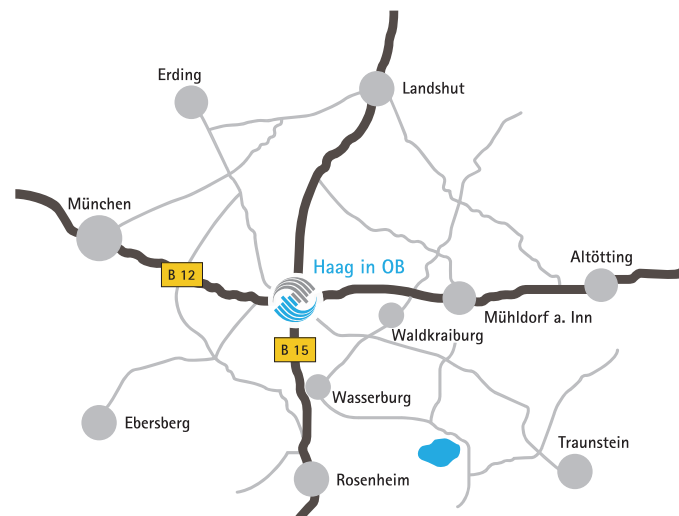 Erding
Landshut
München
B 12
Haag in OB
Altötting
Mühldorf a. Inn
Waldkraiburg
B 15
Wasserburg
Ebersberg
Traunstein
Rosenheim